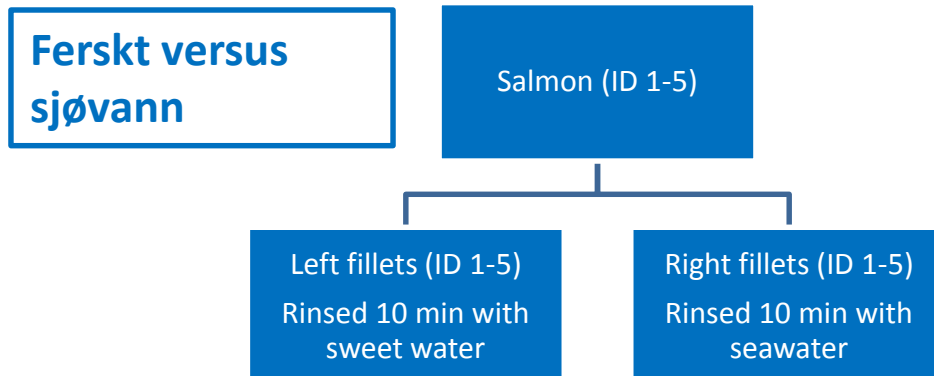 Ferskt versus
sjøvann
Salmon (ID 1-5)
Left fillets (ID 1-5)
Rinsed 10 min with
sweet water
Right fillets (ID 1-5)
Rinsed 10 min with
seawater